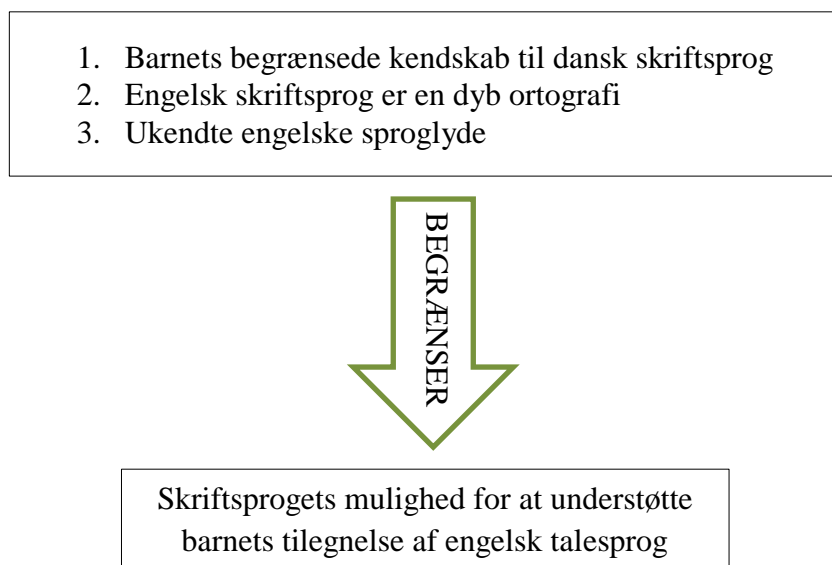 1. Barnets begrænsede kendskab til dansk skriftsprog
2. Engelsk skriftsprog er en dyb ortografi
3. Ukendte engelske sproglyde
BEGRÆNSER
Skriftsprogets mulighed for at understøtte
barnets tilegnelse af engelsk talesprog